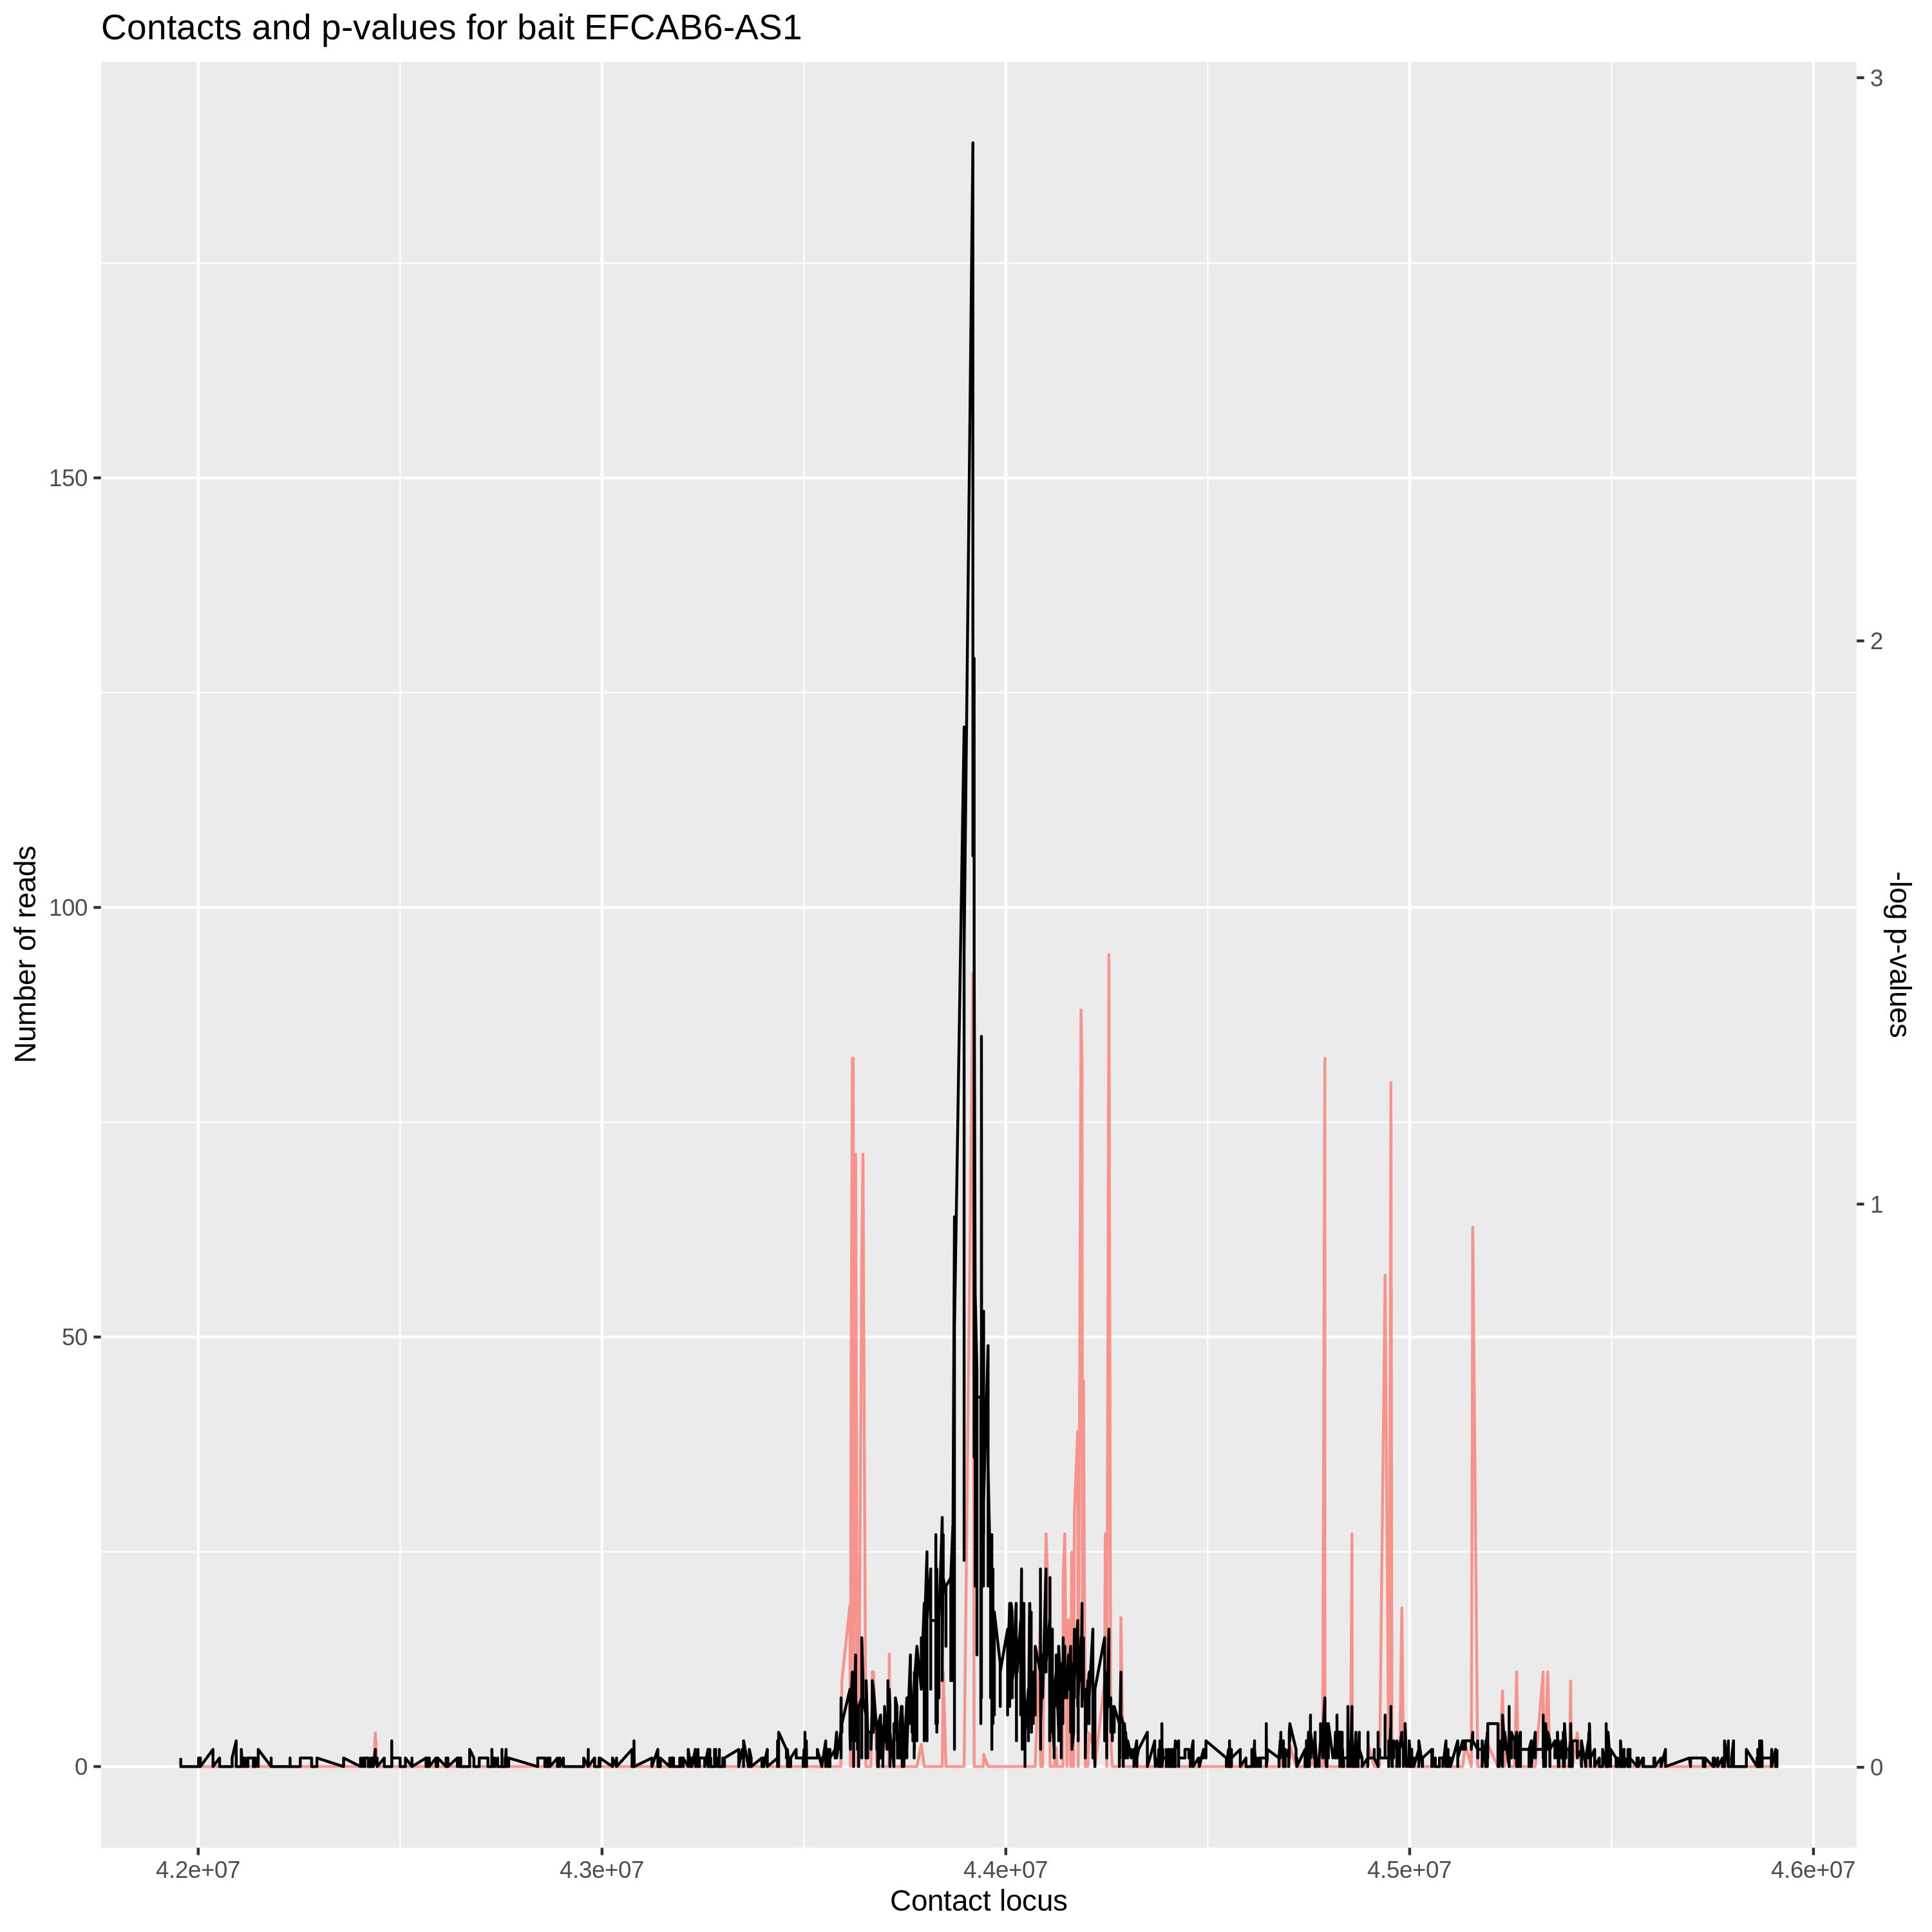 Contacts and p-values for bait EFCAB6-AS1
Number of reads
150
100
50
0
3
2
1
0
-log p-values
4.2e+07
4.3e+07
4.4e+07
4.5e+07
4.6e+07
Contact locus